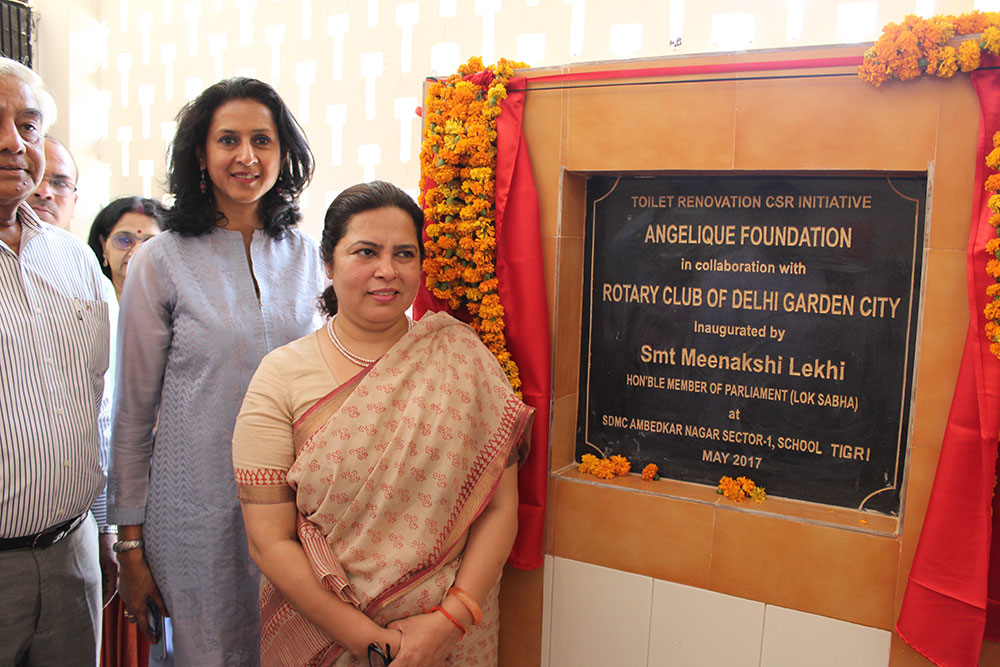 TOILET RENOVATION CSR INITIATIVE
ANGELIQUE FOUNDATION
in collaboration with
ROTARY CLUB OF DELHI GARDEN CITY
Inaugurated by
Smt Meenakshi Lekhi
HON'BLE MEMBER OF PARLIAMENT (LOK SABHA)
at
SDMC AMBEDKAR NAGAR SECTOR-1, SCHOOL TIGRI
MAY 2017